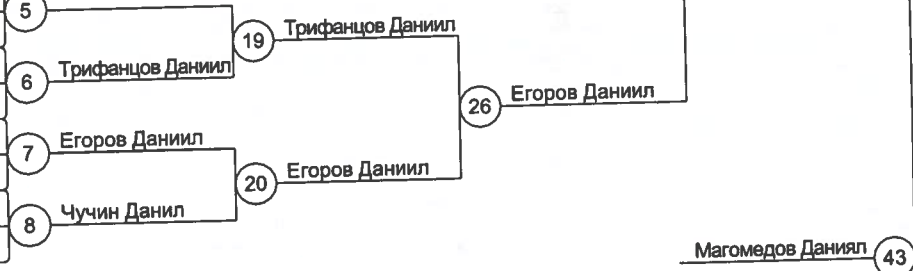 5
19 Трифанцов Даниил
6 Трифанцов Даниил
26 Егоров Даниил
7 Егоров Даниил
20 Егоров Даниил
8 Чучин Данил
Магомедов Даниял 43